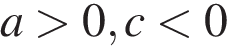 a > 0, c < 0